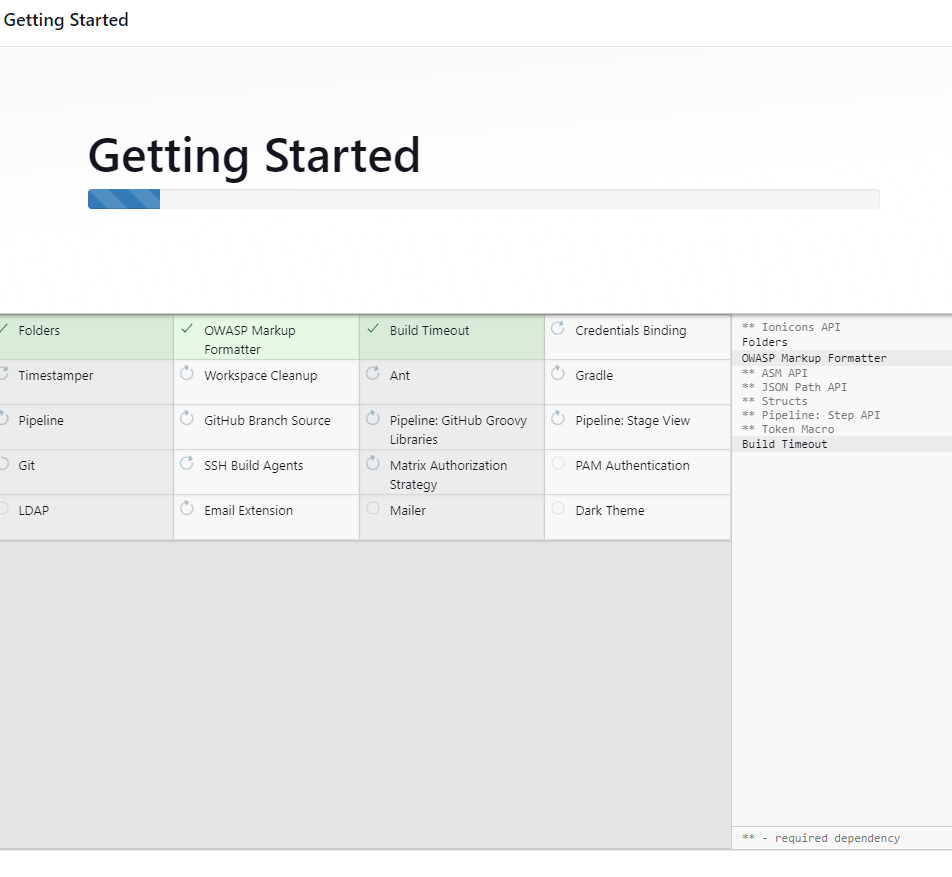 Getting Started
Getting Started
Folders
OWASP Markup
Formatter
Build Timeout
Credentials Binding
Timestamper
Workspace Cleanup
Ant
Gradle
Pipeline
GitHub Branch Source
Pipeline: GitHub Groovy
Libraries
Pipeline: Stage View
Git
SSH Build Agents
Matrix Authorization
Strategy
PAM Authentication
LDAP
Email Extension
Mailer
Dark Theme
** Ionicons API
Folders
OWASP Markup Formatter
** ASM API
** JSON Path API
** Structs
** Pipeline: Step API
** Token Macro
Build Timeout
** - required dependency